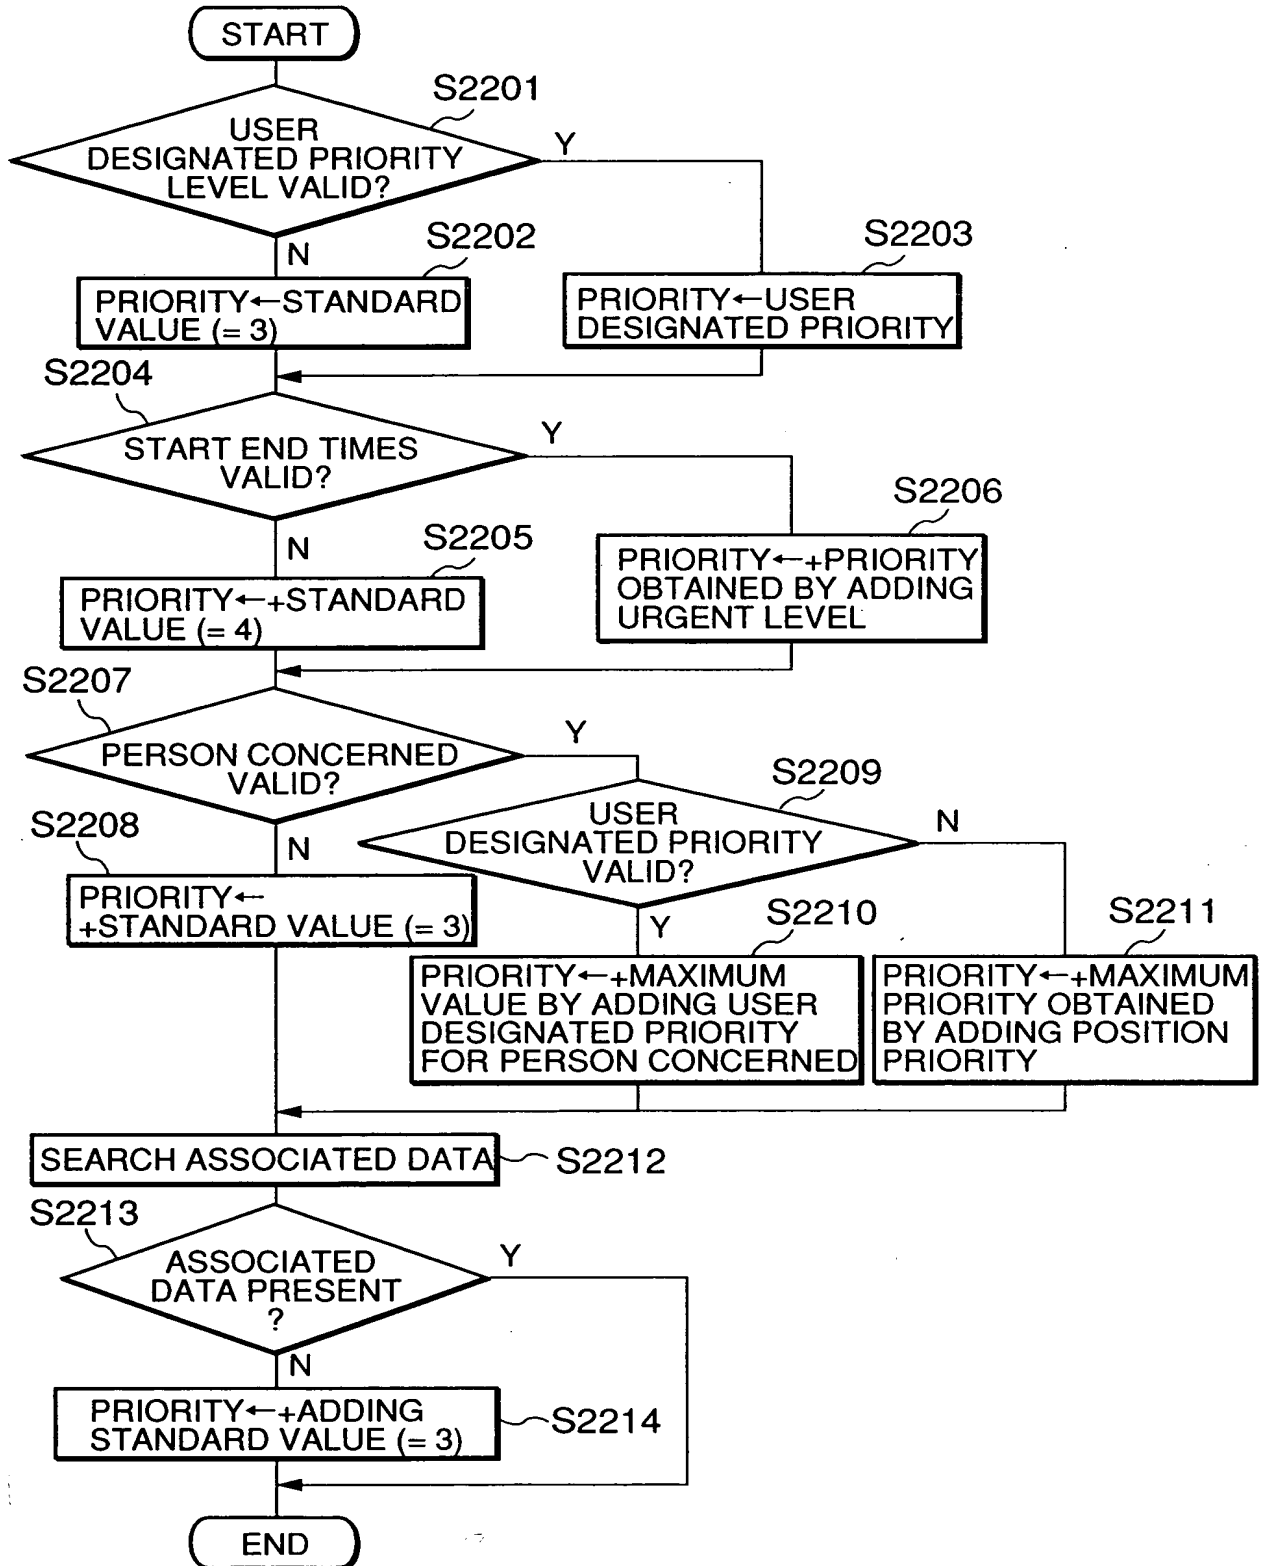 START
S2201
USER
DESIGNATED PRIORITY
LEVEL VALID?
Y
N
S2202
PRIORITY←STANDARD
VALUE (= 3)
S2203
PRIORITY←USER
DESIGNATED PRIORITY
S2204
START END TIMES
VALID?
Y
N
S2205
PRIORITY←+STANDARD
VALUE (= 4)
S2206
PRIORITY←+PRIORITY
OBTAINED BY ADDING
URGENT LEVEL
S2207
PERSON CONCERNED
VALID?
Y
N
S2208
PRIORITY←
+STANDARD VALUE (= 3)
S2209
USER
DESIGNATED PRIORITY
VALID?
N
Y
S2210
PRIORITY←+MAXIMUM
VALUE BY ADDING USER
DESIGNATED PRIORITY
FOR PERSON CONCERNED
S2211
PRIORITY←+MAXIMUM
PRIORITY OBTAINED
BY ADDING POSITION
PRIORITY
SEARCH ASSOCIATED DATA
S2212
S2213
ASSOCIATED
DATA PRESENT
?
Y
N
PRIORITY←+ADDING
STANDARD VALUE (= 3)
S2214
END